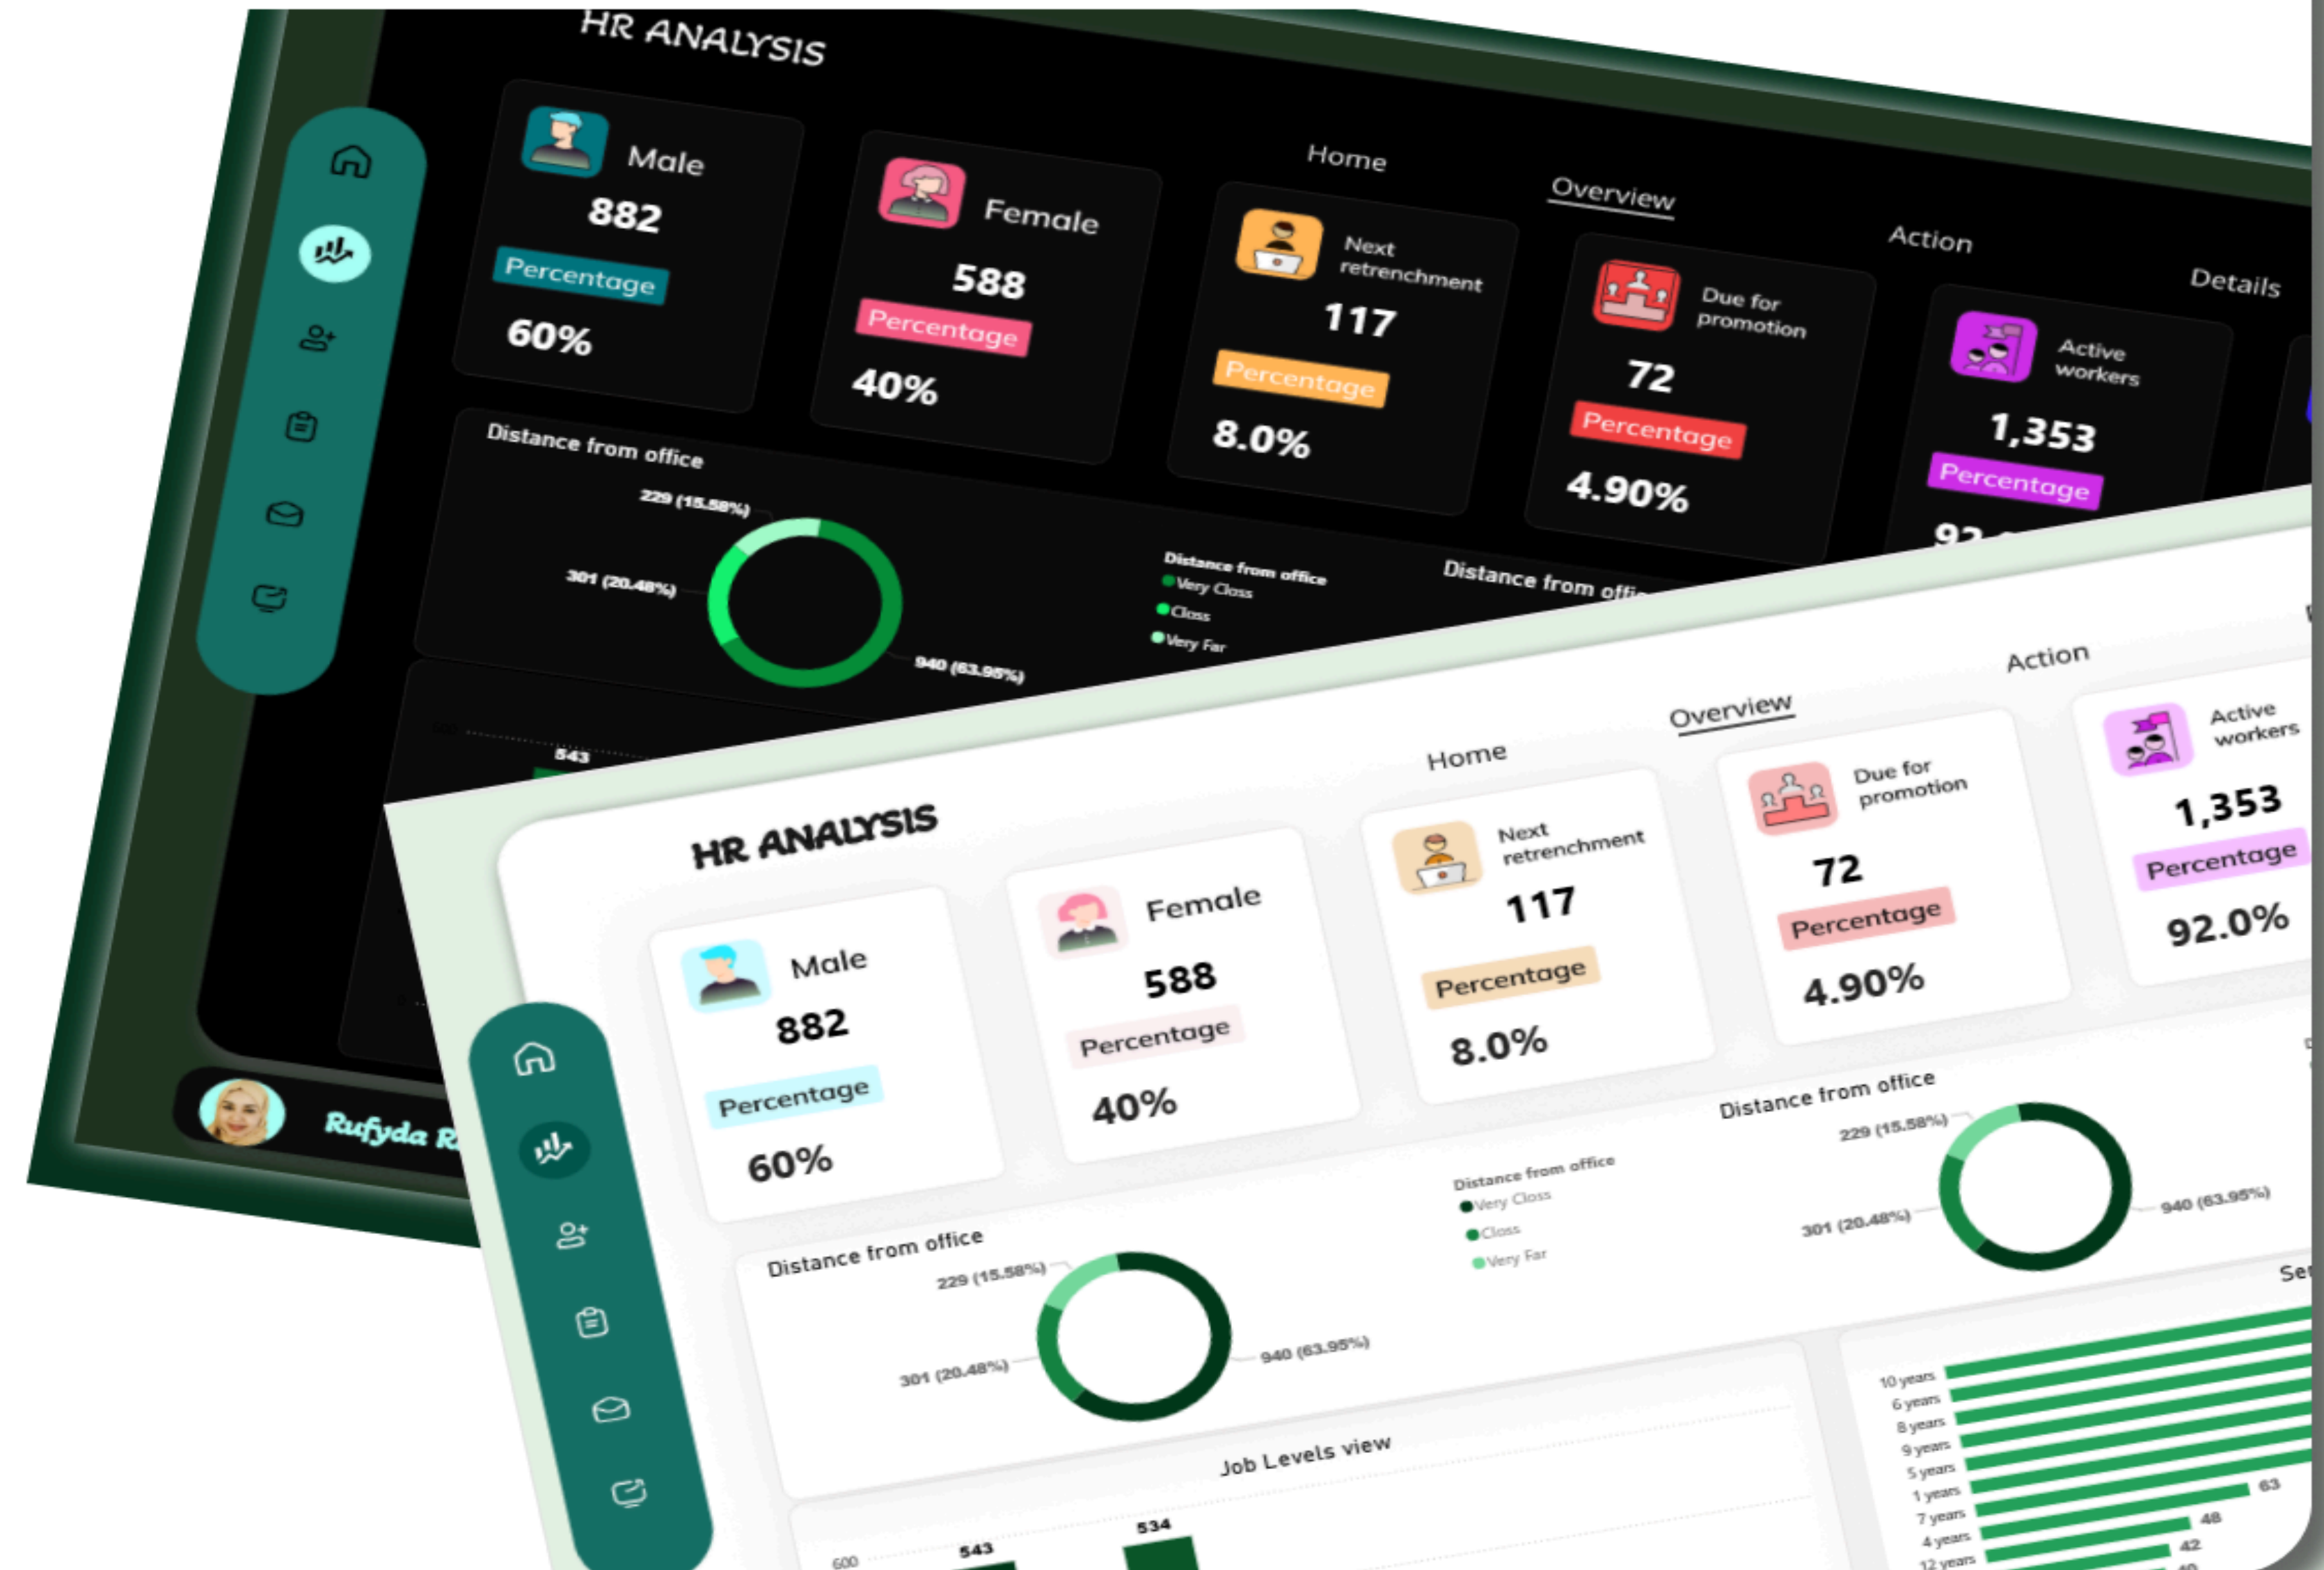 HR ANALYSIS
Home
Overview
Action
Details
Male
882
Percentage
60%
Female
588
Percentage
40%
Next
retrenchment
117
Percentage
8.0%
Due for
promotion
72
Percentage
4.90%
Active
workers
1,353
Percentage
Distance from office
229 (15.58%)
301 (20.48%)
940 (63.95%)
Distance from office
Very Closs
Closs
Very Far
Distance from
543
Rufyda
HR ANALYSIS
Home
Overview
Action
Male
882
Percentage
60%
Female
588
Percentage
40%
Next
retrenchment
117
Percentage
8.0%
Due for
promotion
72
Percentage
4.90%
Active
workers
1,353
Percentage
92.0%
Distance from office
229 (15.58%)
301 (20.48%)
940 (63.95%)
Distance from office
Very Closs
Closs
Very Far
Distance from office
229 (15.58%)
301 (20.48%)
940 (63.95%)
Job Levels view
600
543
534
10 years
6 years
8 years
9 years
5 years
1 years
7 years
4 years
12 years
63
48
42